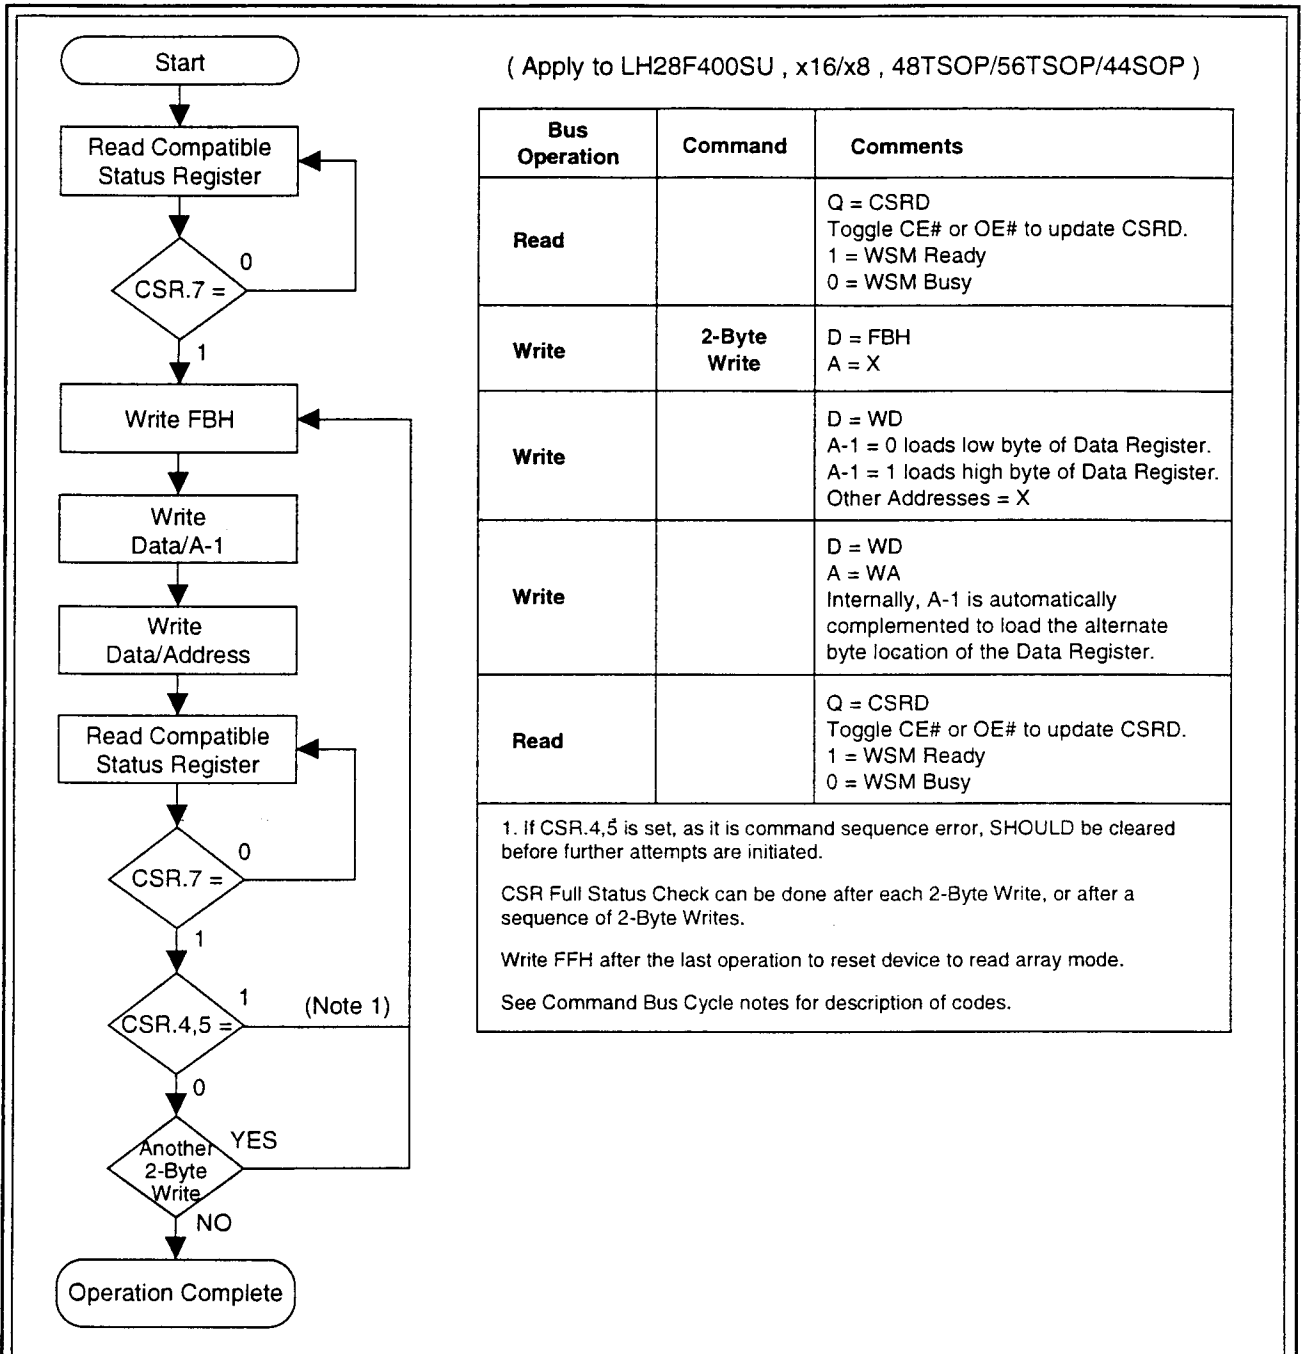 Start
Read Compatible
Status Register
0
CSR.7 =
1
Write FBH
Write
Data/A-1
Write
Data/Address
Read Compatible
Status Register
0
CSR.7 =
1
1
(Note 1)
CSR.4,5 =
0
YES
Another
2-Byte
Write
NO
Operation Complete
( Apply to LH28F400SU , x16/x8 , 48TSOP/56TSOP/44SOP )
Bus
Operation
Command
Comments
Read
Q = CSRD
Toggle CE# or OE# to update CSRD.
1 = WSM Ready
0 = WSM Busy
Write
2-Byte
Write
D = FBH
A = X
Write
D = WD
A-1 = 0 loads low byte of Data Register.
A-1 = 1 loads high byte of Data Register.
Other Addresses = X
Write
D = WD
A = WA
Internally, A-1 is automatically
complemented to load the alternate
byte location of the Data Register.
Read
Q = CSRD
Toggle CE# or OE# to update CSRD.
1 = WSM Ready
0 = WSM Busy
1. If CSR.4,5 is set, as it is command sequence error, SHOULD be cleared
before further attempts are initiated.
CSR Full Status Check can be done after each 2-Byte Write, or after a
sequence of 2-Byte Writes.
Write FFH after the last operation to reset device to read array mode.
See Command Bus Cycle notes for description of codes.